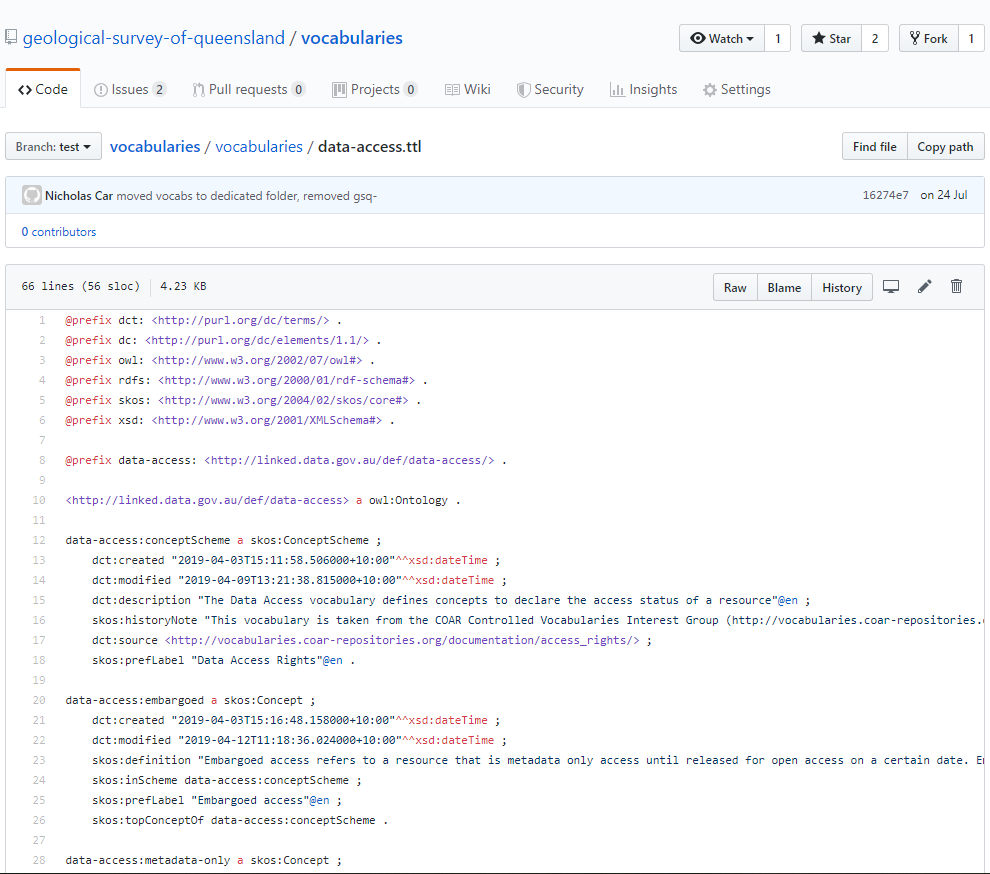 geological-survey-of-queensland / vocabularies
Watch 1 Star 2 Fork 1
Code Issues 2 Pull requests 0 Projects 0 Wiki Security Insights Settings
Branch: test vocabularies / vocabularies / data-access.ttl Find file Copy path
Nicholas Car moved vocabs to dedicated folder, removed gsq- 16274e7 on 24 Jul
0 contributors
66 lines (56 sloc) 4.23 KB Raw Blame History
1 @prefix dct: <http://purl.org/dc/terms/> .
2 @prefix dc: <http://purl.org/dc/elements/1.1/> .
3 @prefix owl: <http://www.w3.org/2002/07/owl#> .
4 @prefix rdfs: <http://www.w3.org/2000/01/rdf-schema#> .
5 @prefix skos: <http://www.w3.org/2004/02/skos/core#> .
6 @prefix xsd: <http://www.w3.org/2001/XMLSchema#> .
7
8 @prefix data-access: <http://linked.data.gov.au/def/data-access/> .
9
10 <http://linked.data.gov.au/def/data-access> a owl:Ontology .
11
12 data-access:conceptScheme a skos:ConceptScheme ;
13 dct:created "2019-04-03T15:11:58.506000+10:00"^^xsd:dateTime ;
14 dct:modified "2019-04-09T13:21:38.815000+10:00"^^xsd:dateTime ;
15 dct:description "The Data Access vocabulary defines concepts to declare the access status of a resource"@en ;
16 skos:historyNote "This vocabulary is taken from the COAR Controlled Vocabularies Interest Group (http://vocabularies.coar-repositories.
17 dct:source <http://vocabularies.coar-repositories.org/documentation/access_rights/> ;
18 skos:prefLabel "Data Access Rights"@en .
19
20 data-access:embargoed a skos:Concept ;
21 dct:created "2019-04-03T15:16:48.158000+10:00"^^xsd:dateTime ;
22 dct:modified "2019-04-12T11:18:36.024000+10:00"^^xsd:dateTime ;
23 skos:definition "Embargoed access refers to a resource that is metadata only access until released for open access on a certain date.
24 skos:inScheme data-access:conceptScheme ;
25 skos:prefLabel "Embargoed access"@en ;
26 skos:topConceptOf data-access:conceptScheme .
27
28 data-access:metadata-only a skos:Concept ;